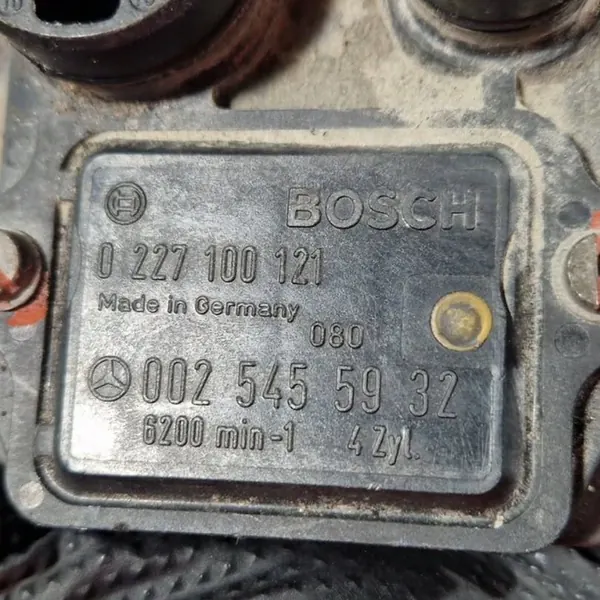 BOSCH
0 227 100 121
Made in Germany
080
002 545 59 32
6200 min-1 4 Zyl.